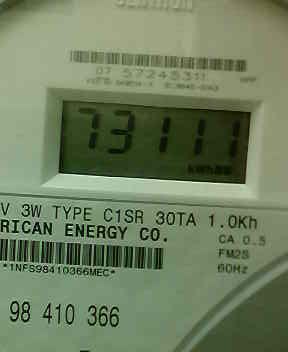 CENTRON
07 57245311
73111
V 3W TYPE C1SR 30TA 1.0Kh
RICAN ENERGY CO.
CA 0.5
FM2S
60Hz
*1NFS98410366MEC*
98 410 366